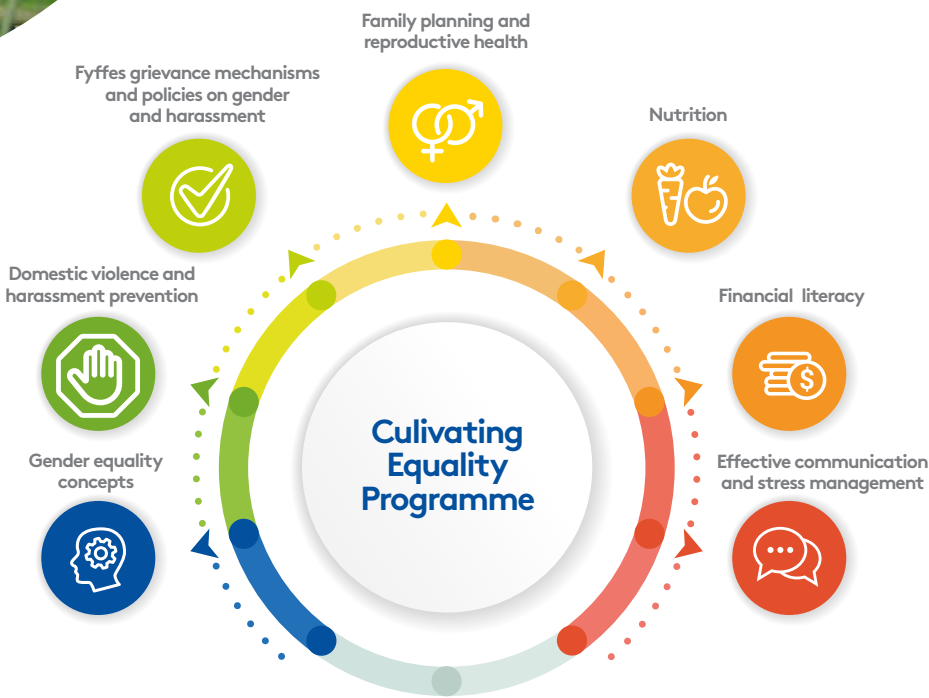 Family planning and
reproductive health
Fyffes grievance mechanisms
and policies on gender
and harassment
Nutrition
Domestic violence and
harassment prevention
Financial literacy
$
Gender equality
concepts
Effective communication
and stress management
Culivating
Equality
Programme